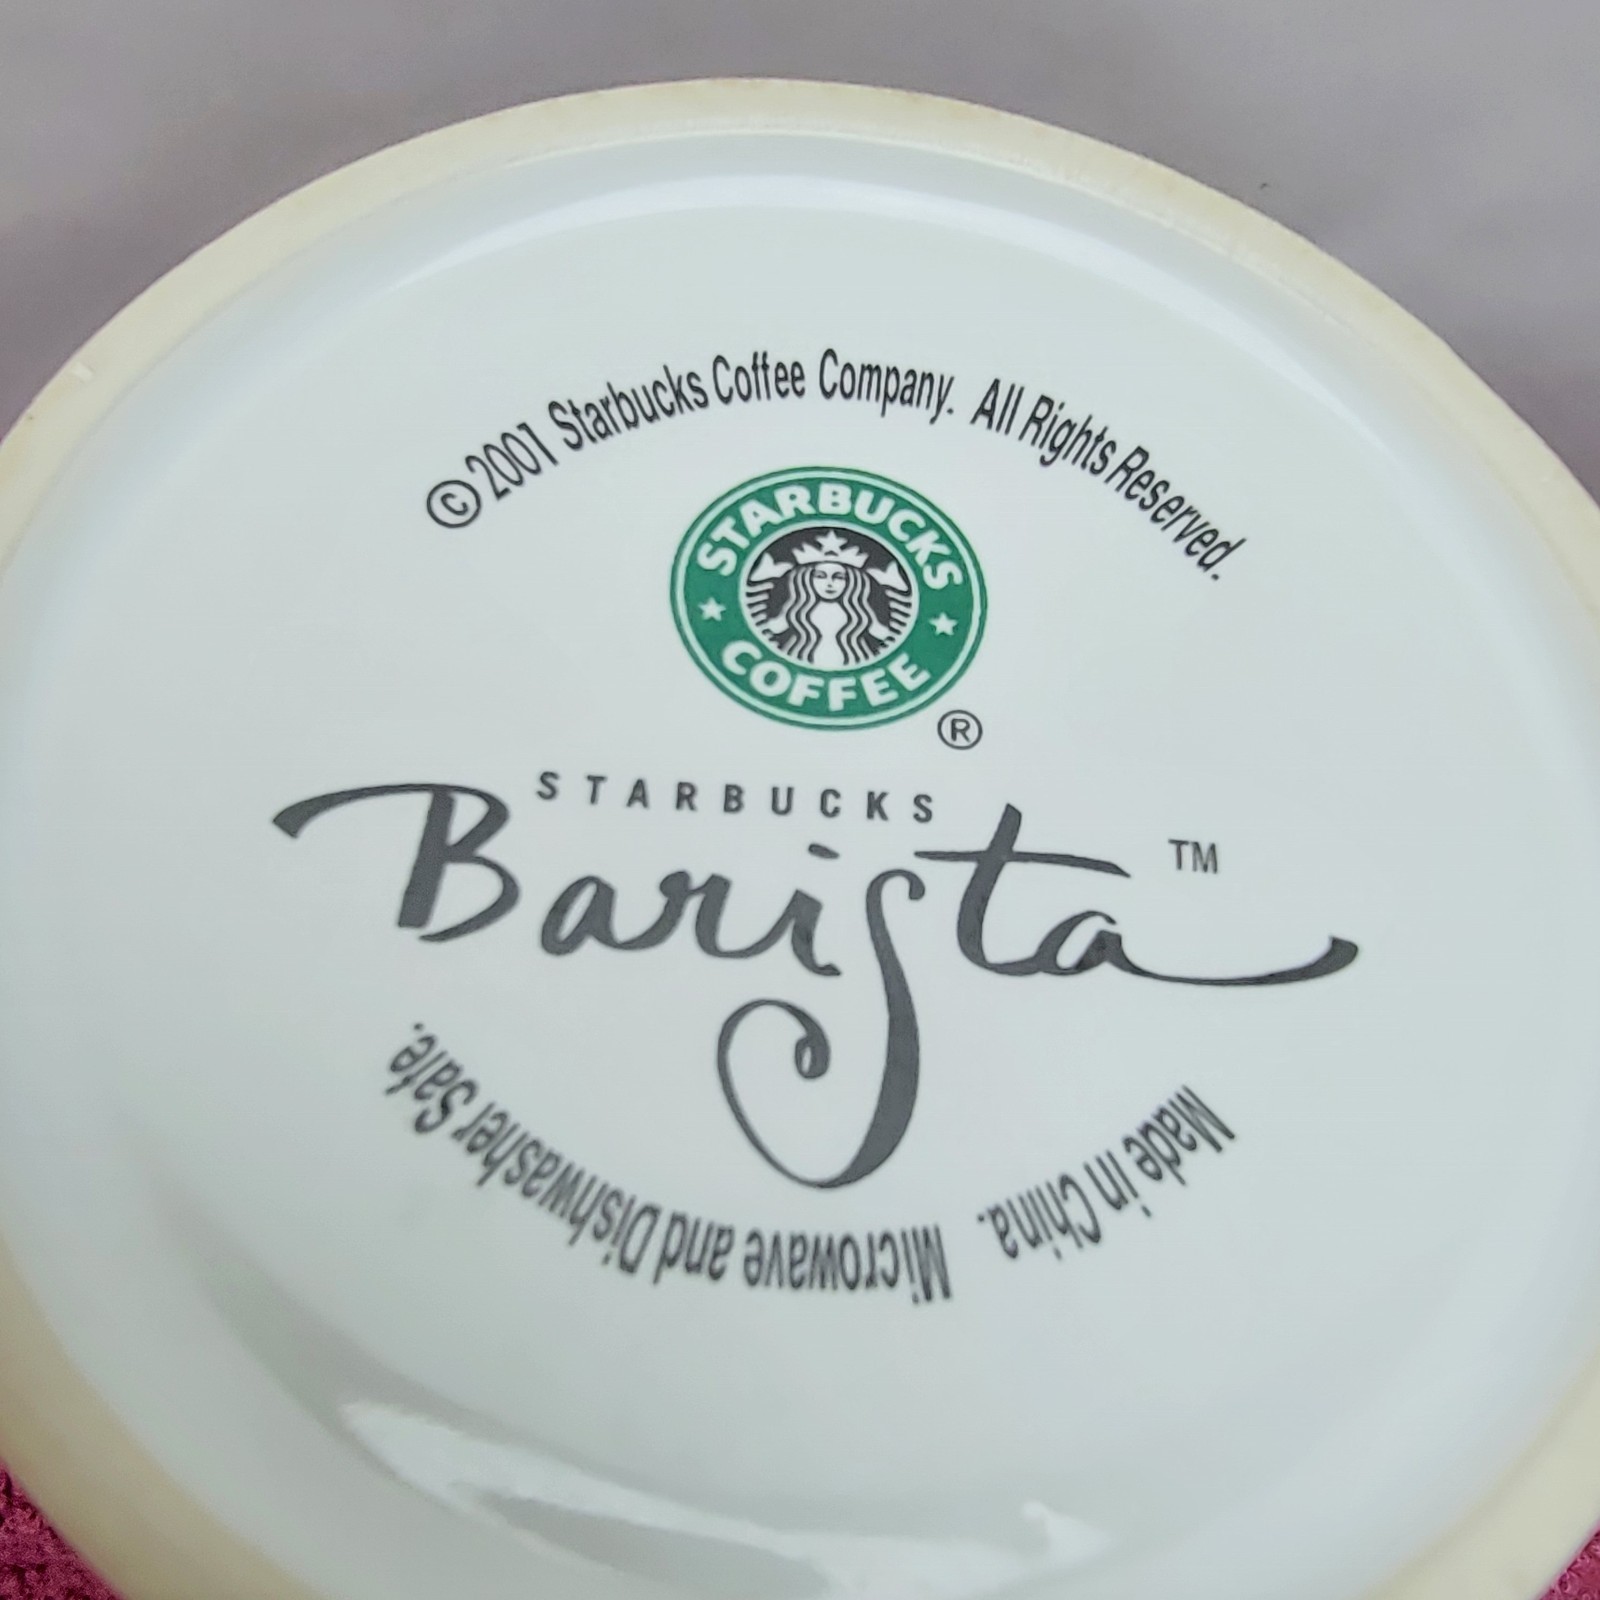 © 2001 Starbucks Coffee Company. All Rights Reserved.
STARBUCKS
COFFEE
®
STARBUCKS
Barista ™
Made in China. Microwave and Dishwasher Safe.